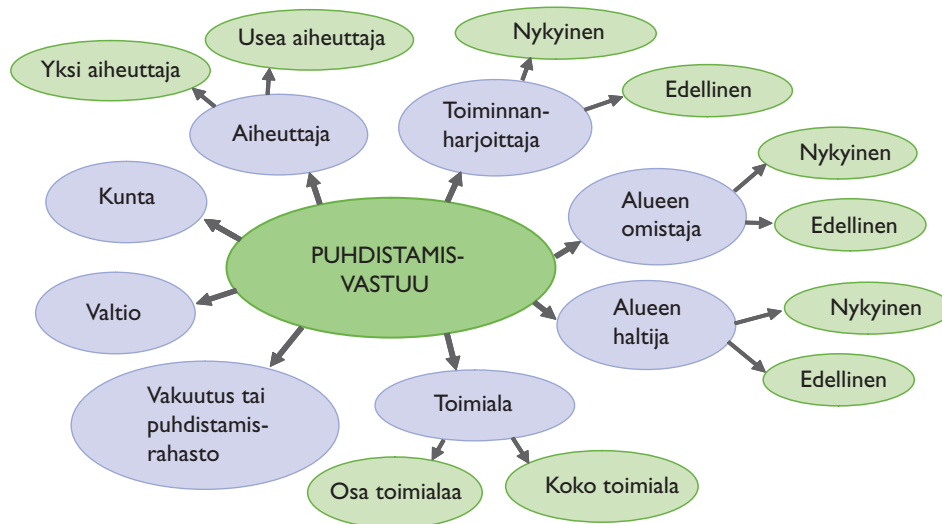 Nykyinen
Usea aiheuttaja
Yksi aiheuttaja
Edellinen
Toiminnan-
harjoittaja
Aiheuttaja
Nykyinen
Kunta
Alueen
omistaja
Edellinen
PUHDISTAMIS-
VASTUU
Valtio
Alueen
haltija
Nykyinen
Edellinen
Vakuutus tai
puhdistamis-
rahasto
Toimiala
Osa toimialaa
Koko toimiala